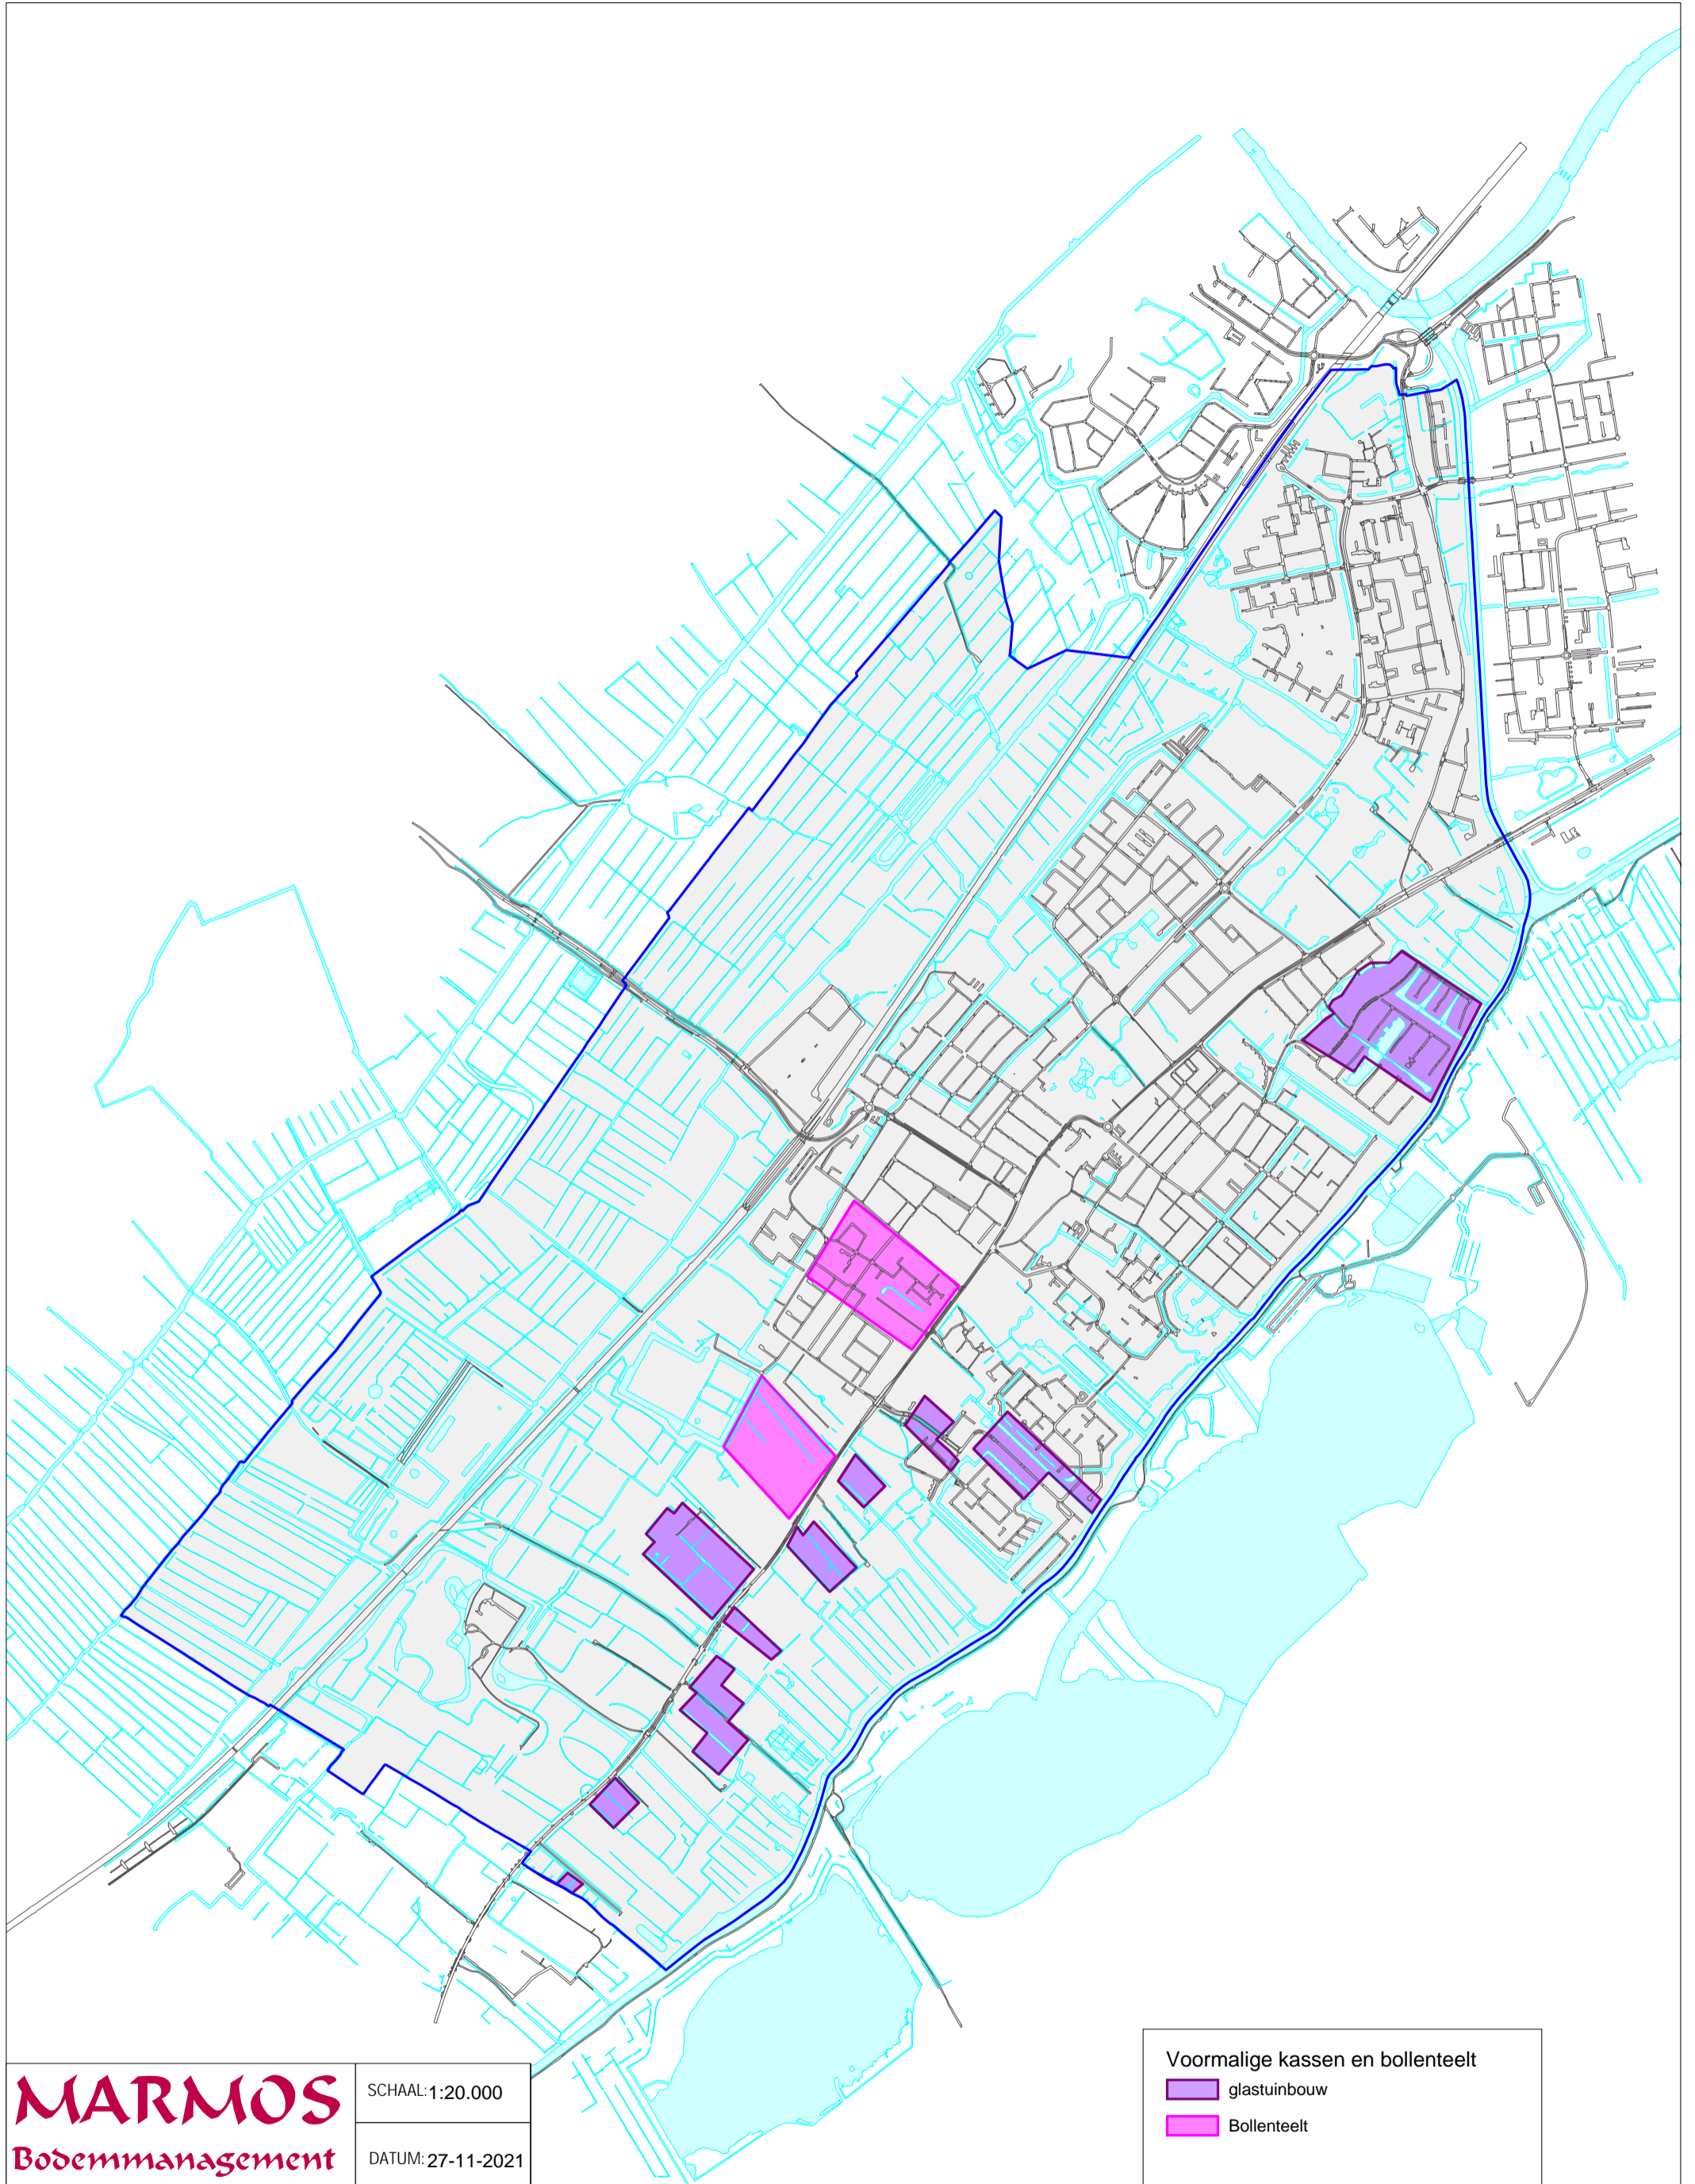 MARMOS
Bodemmanagement
SCHAAL: 1:20.000
DATUM: 27-11-2021
Voormalige kassen en bollenteelt
glastuinbouw
Bollenteelt